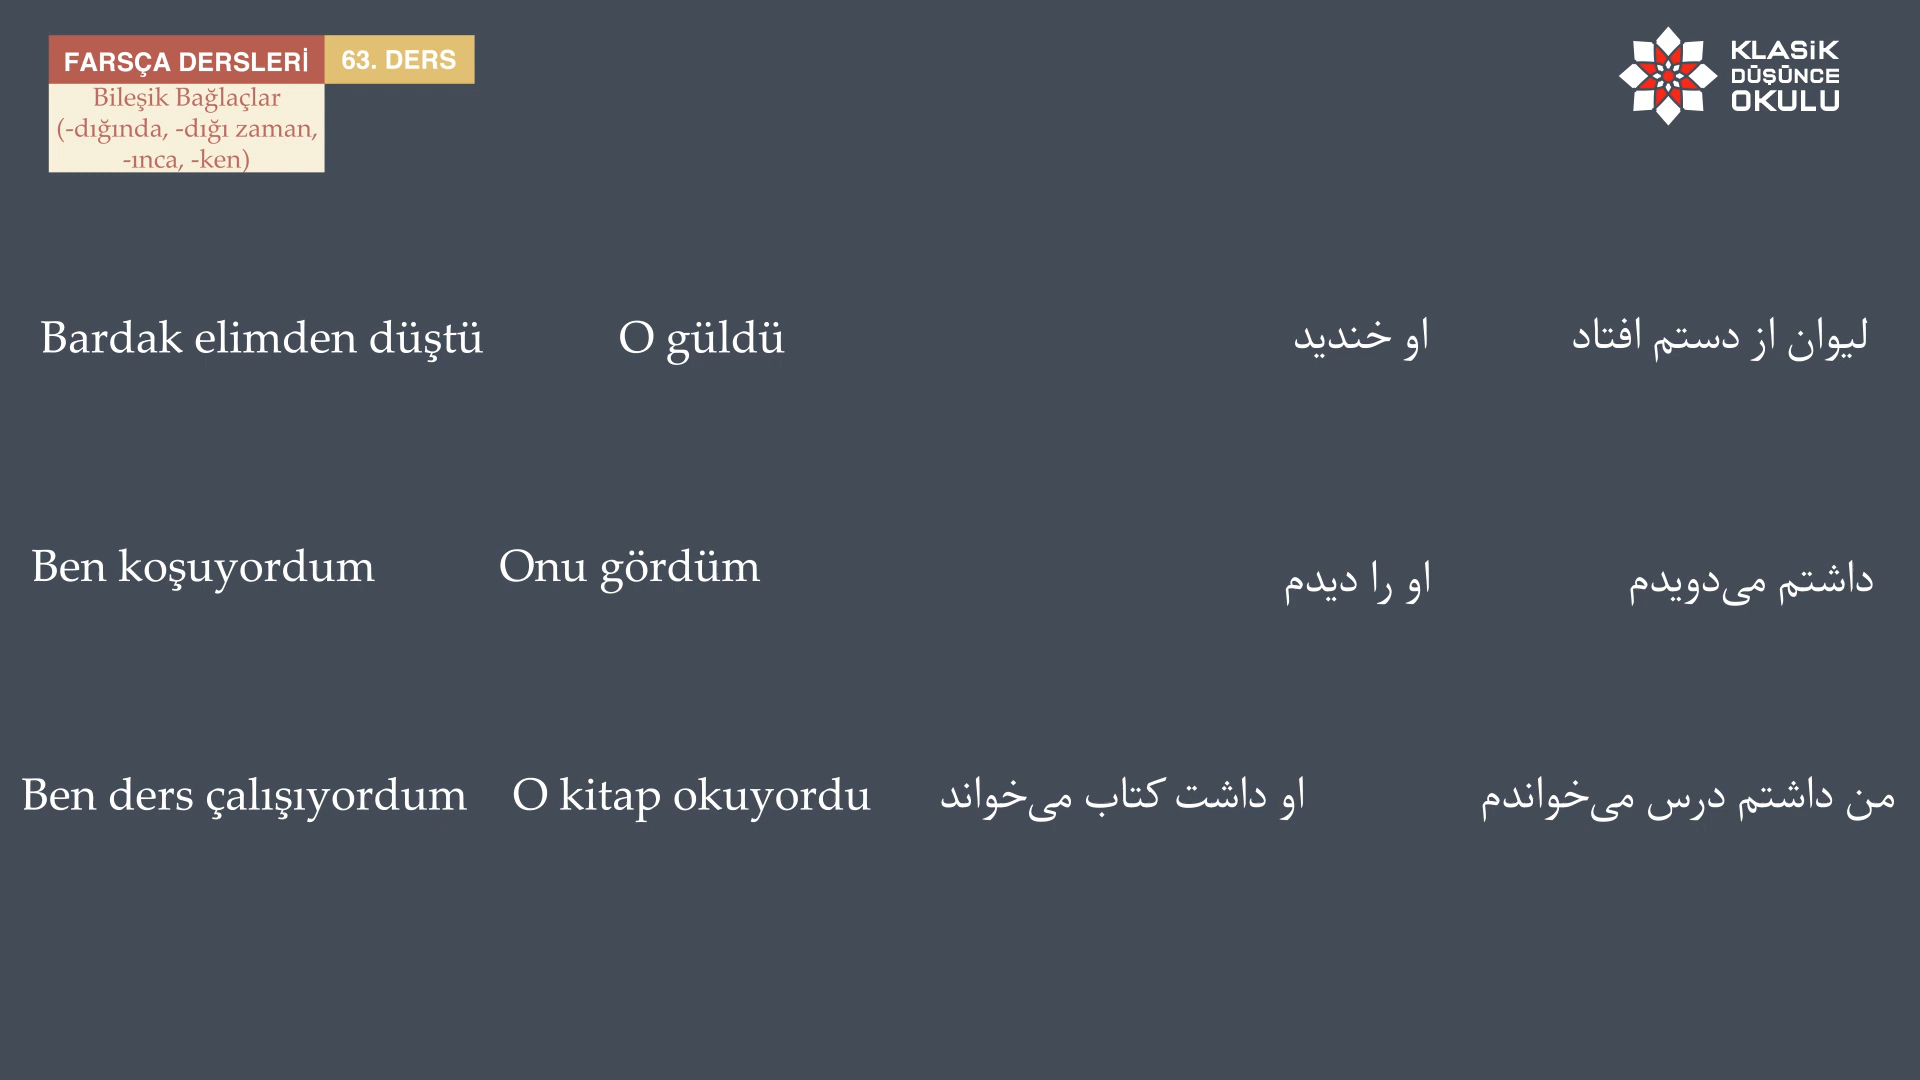 FARSÇA DERSLERİ 63. DERS
Bileşik Bağlaçlar
(-dığında, -dığı zaman,
-ınca, -ken)
KLASiK
DÜŞÜNCE
OKULU
Bardak elimden düştü O güldü
لیوان از دستم افتاد او خندید
Ben koşuyordum Onu gördüm
داشتم می‌دویدم او را دیدم
Ben ders çalışıyordum O kitap okuyordu
من داشتم درس می‌خواندم او داشت کتاب می‌خواند